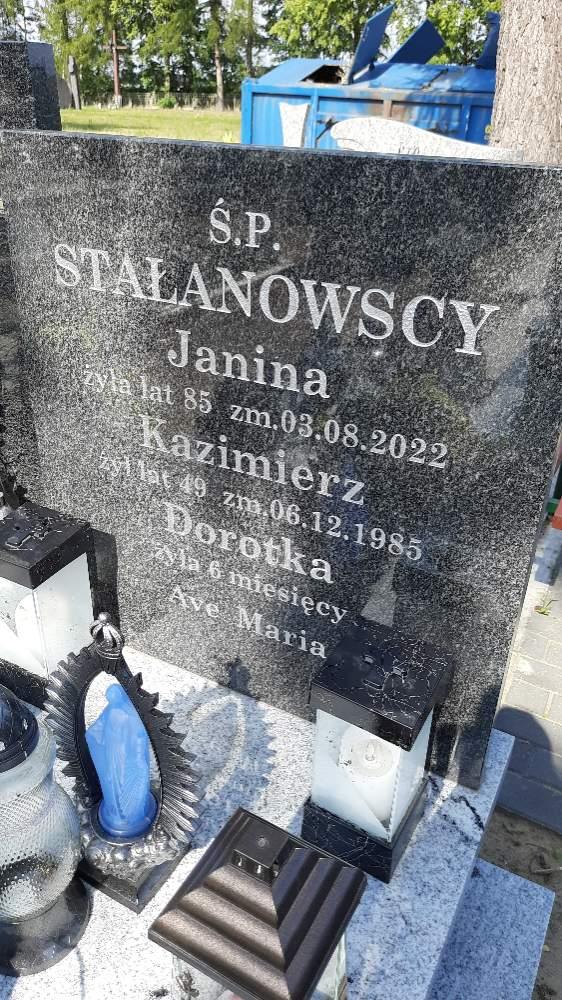 Ś.P.
STAŁANOWSCY
Janina
żyła lat 85 zm.03.08.2022
Kazimierz
żył lat 49 zm.06.12.1985
Dorotka
żyła 6 miesięcy
Ave Maria